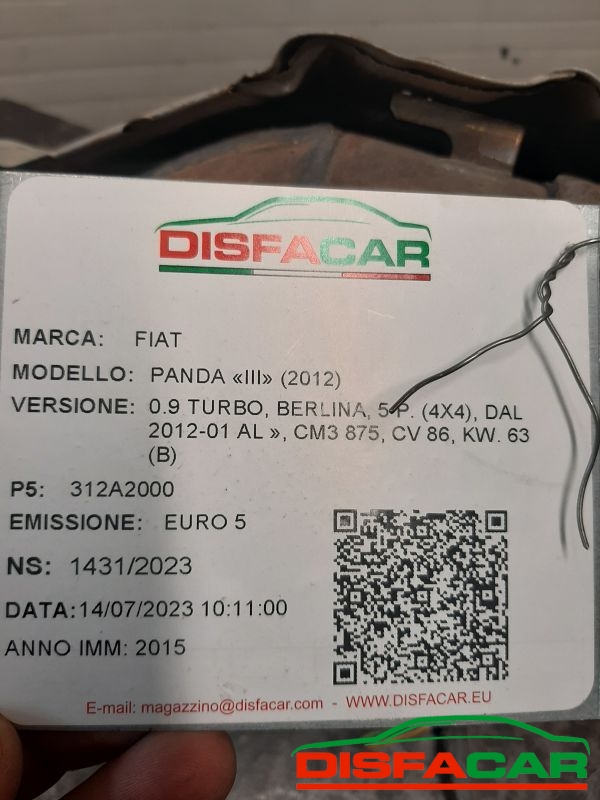 DISFACAR
MARCA: FIAT
MODELLO: PANDA «III» (2012)
VERSIONE: 0.9 TURBO, BERLINA, 5 P. (4X4), DAL
2012-01 AL », CM3 875, CV 86, KW. 63
(B)
P5: 312A2000
EMISSIONE: EURO 5
NS: 1431/2023
DATA:14/07/2023 10:11:00
ANNO IMM: 2015
E-mail: magazzino@disfacar.com - WWW.DISFACAR.EU
DISFACAR